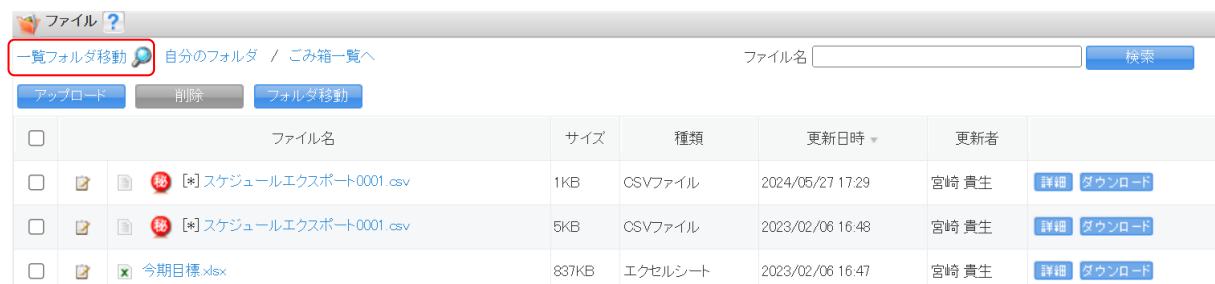 ファイル ?
一覧フォルダ移動 自分のフォルダ / ごみ箱一覧へ ファイル名 検索
アップロード 削除 フォルダ移動
ファイル名 サイズ 種類 更新日時 更新者
秘 [*] スケジュールエクスポート0001.csv 1KB CSVファイル 2024/05/27 17:29 宮崎 貴生 詳細 ダウンロード
秘 [*] スケジュールエクスポート0001.csv 5KB CSVファイル 2023/02/06 16:48 宮崎 貴生 詳細 ダウンロード
今期目標.xlsx 837KB エクセルシート 2023/02/06 16:47 宮崎 貴生 詳細 ダウンロード